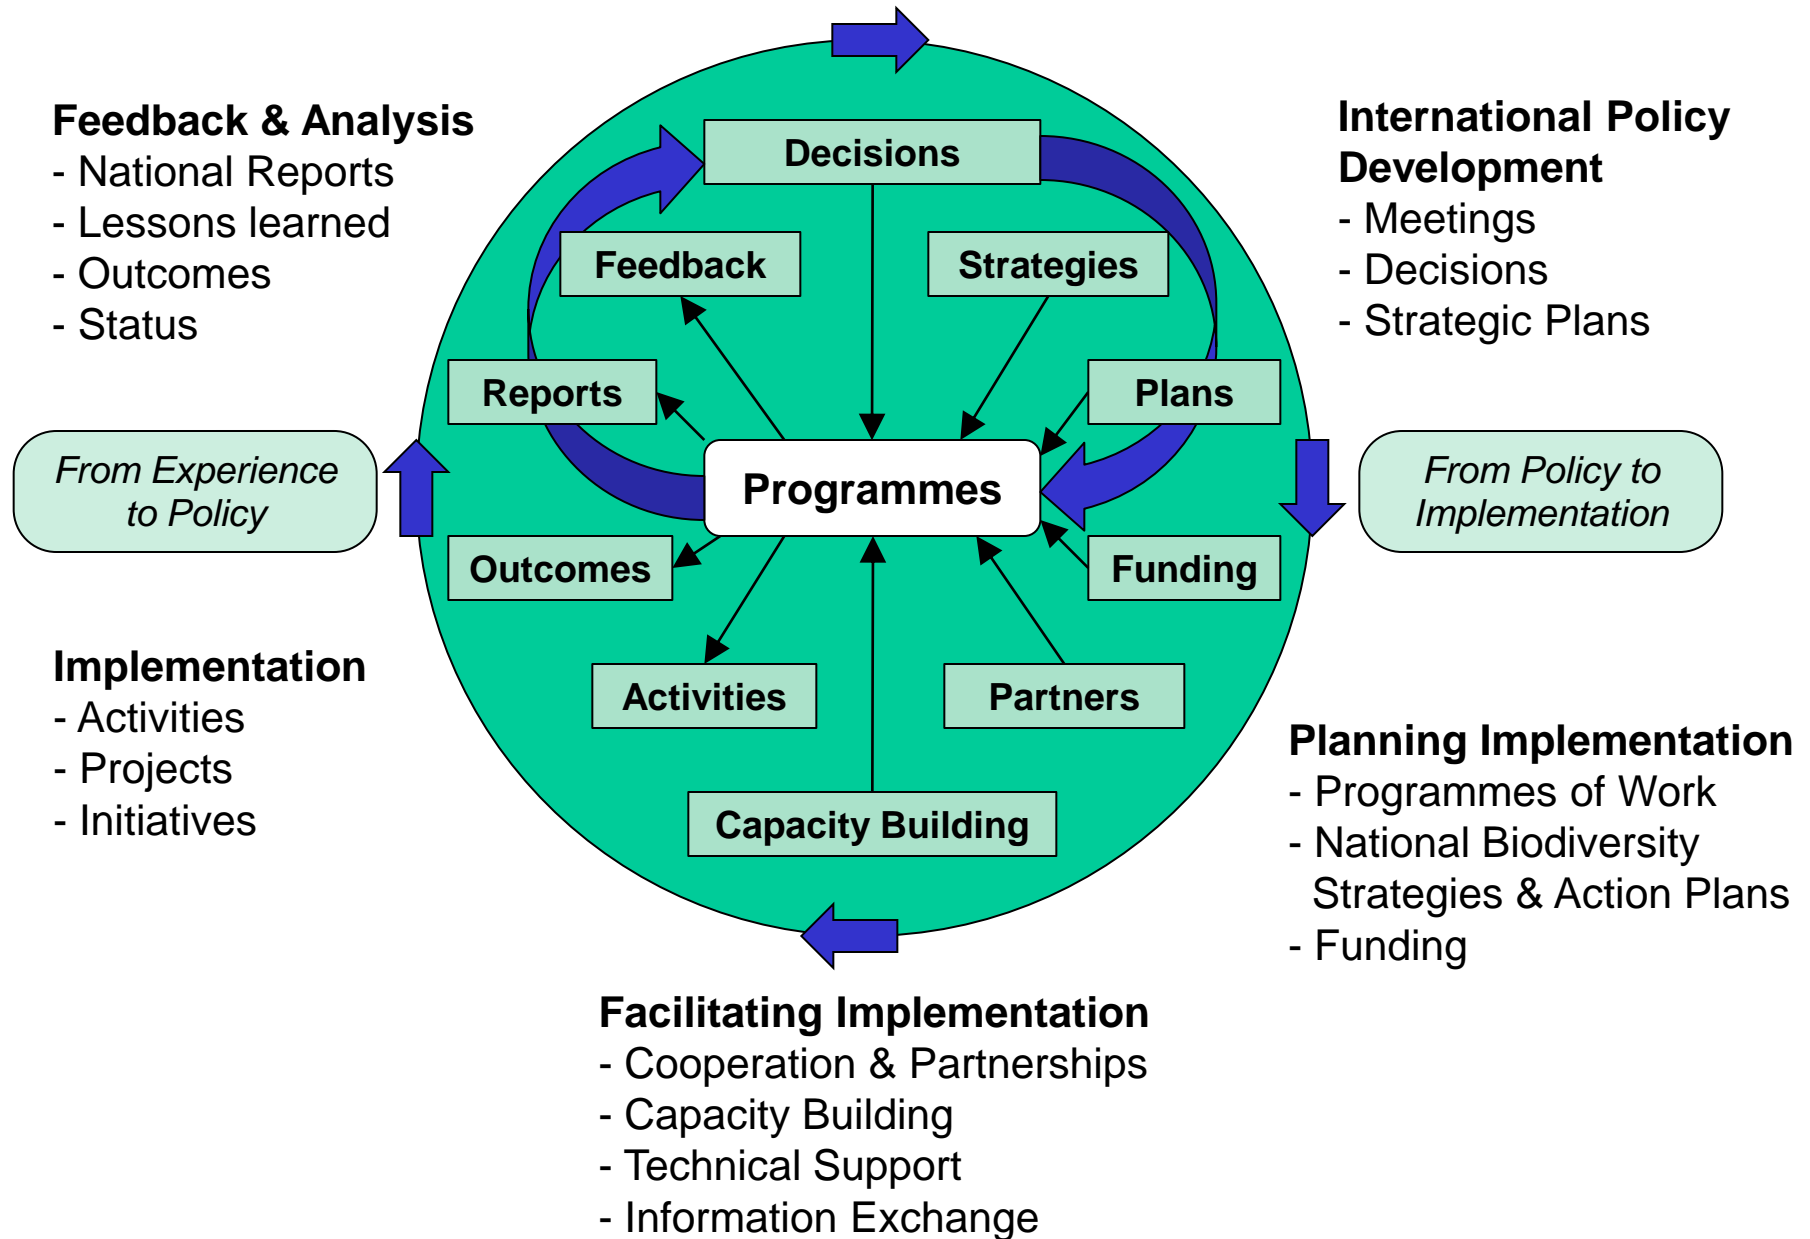 Feedback & Analysis
- National Reports
- Lessons learned
- Outcomes
- Status
International Policy
Development
- Meetings
- Decisions
- Strategic Plans
Decisions
Feedback
Strategies
Reports
Plans
From Experience
to Policy
Programmes
From Policy to
Implementation
Outcomes
Funding
Activities
Partners
Capacity Building
Implementation
- Activities
- Projects
- Initiatives
Planning Implementation
- Programmes of Work
- National Biodiversity
Strategies & Action Plans
- Funding
Facilitating Implementation
- Cooperation & Partnerships
- Capacity Building
- Technical Support
- Information Exchange